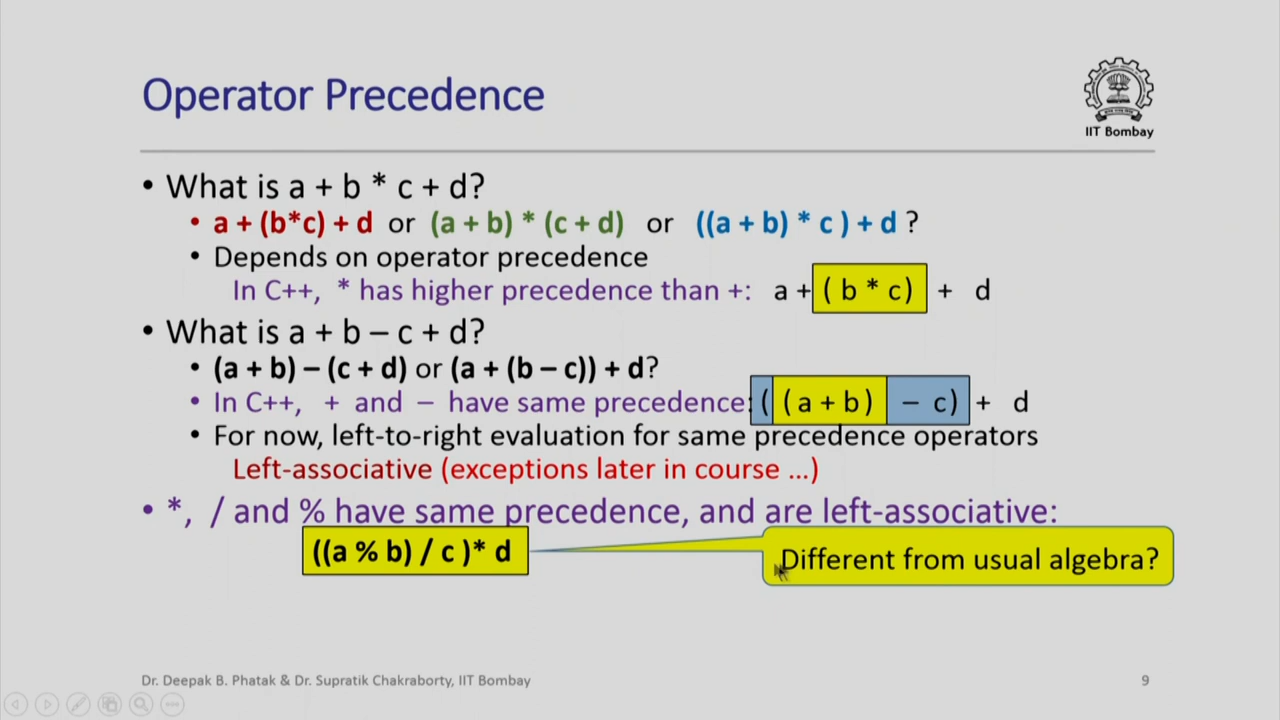 Operator Precedence
IIT Bombay
• What is a + b * c + d?
• a + (b*c) + d or (a + b) * (c + d) or ((a + b) * c ) + d ?
• Depends on operator precedence
In C++, * has higher precedence than +: a + ( b * c) + d
• What is a + b – c + d?
• (a + b) – (c + d) or (a + (b – c)) + d?
• In C++, + and – have same precedence: ( ( a + b) – c) + d
• For now, left-to-right evaluation for same precedence operators
Left-associative (exceptions later in course ...)
• *, / and % have same precedence, and are left-associative:
((a % b) / c )* d
Different from usual algebra?
Dr. Deepak B. Phatak & Dr. Supratik Chakraborty, IIT Bombay
9